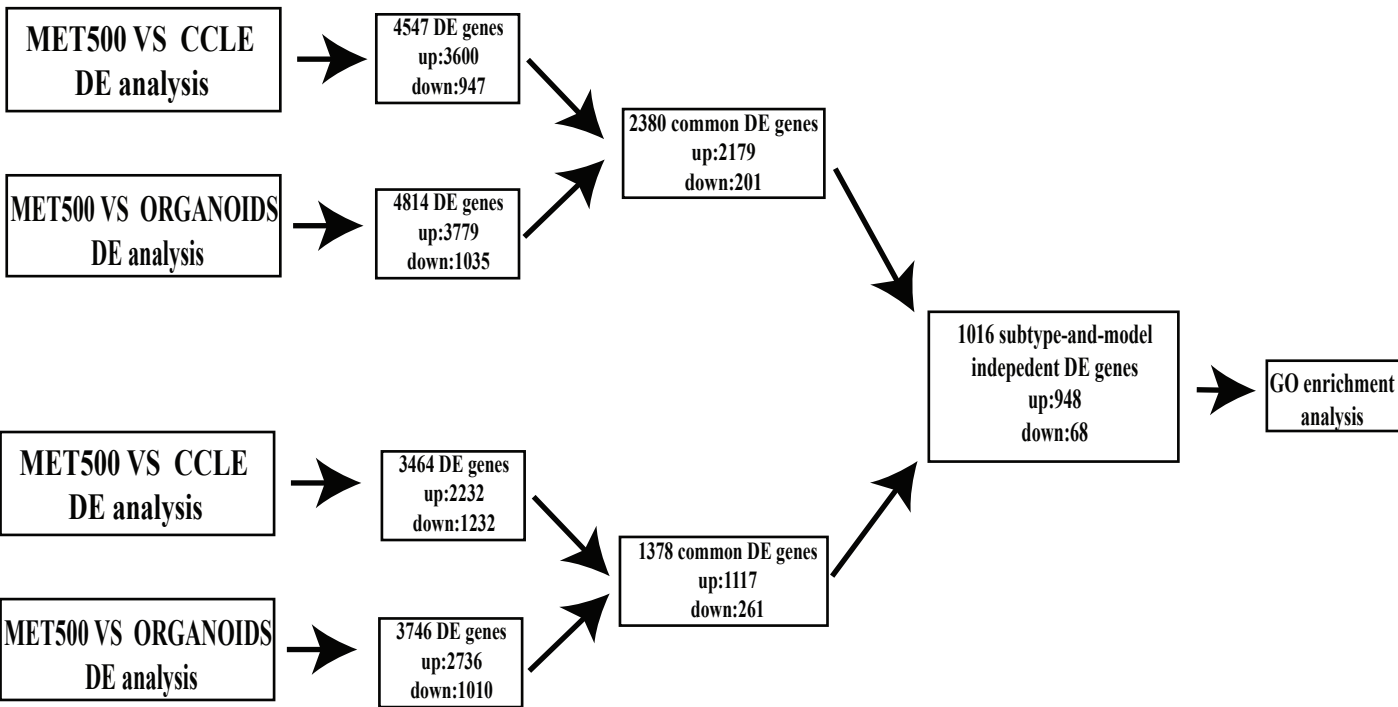 MET500 VS CCLE
DE analysis
4547 DE genes
up:3600
down:947
MET500 VS ORGANOIDS
DE analysis
4814 DE genes
up:3779
down:1035
2380 common DE genes
up:2179
down:201
MET500 VS CCLE
DE analysis
3464 DE genes
up:2232
down:1232
MET500 VS ORGANOIDS
DE analysis
3746 DE genes
up:2736
down:1010
1378 common DE genes
up:1117
down:261
1016 subtype-and-model
indepedent DE genes
up:948
down:68
GO enrichment
analysis